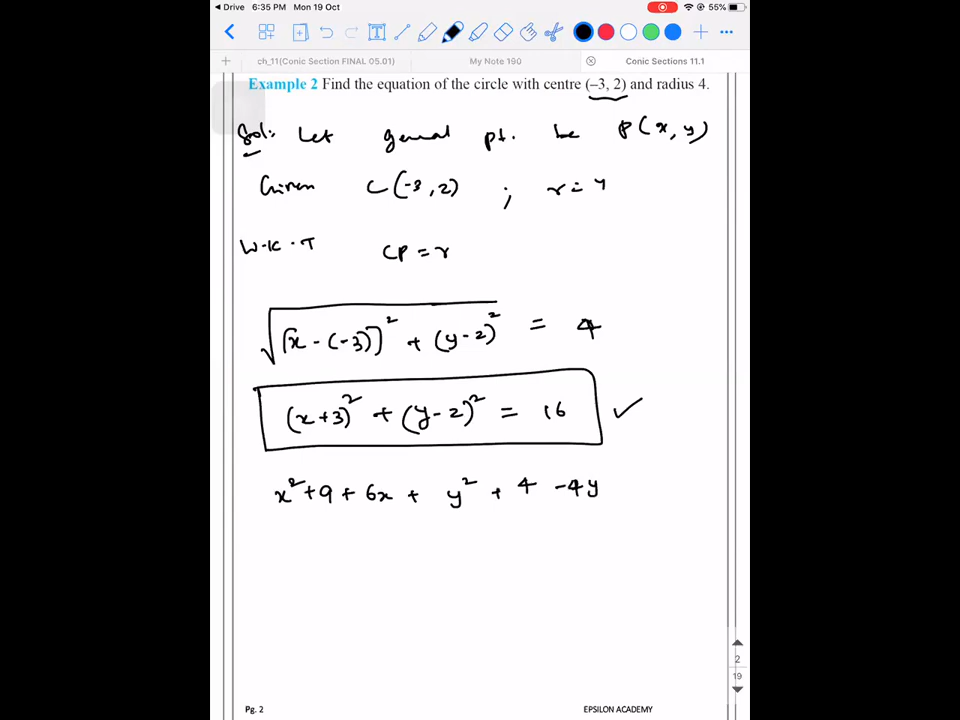 Drive 6:35 PM Mon 19 Oct 55%
ch_11(Conic Section FINAL 05.01) My Note 190 Conic Sections 11.1
Example 2 Find the equation of the circle with centre (–3, 2) and radius 4.
Sol: Let general pt. be P(x, y)
Given C(-3, 2) ; r = 4
W.K.T CP = r
√([x - (-3)]² + (y-2)²) = 4
(x+3)² + (y-2)² = 16 ✓
x² + 9 + 6x + y² + 4 - 4y
2
19
Pg. 2 EPSILON ACADEMY